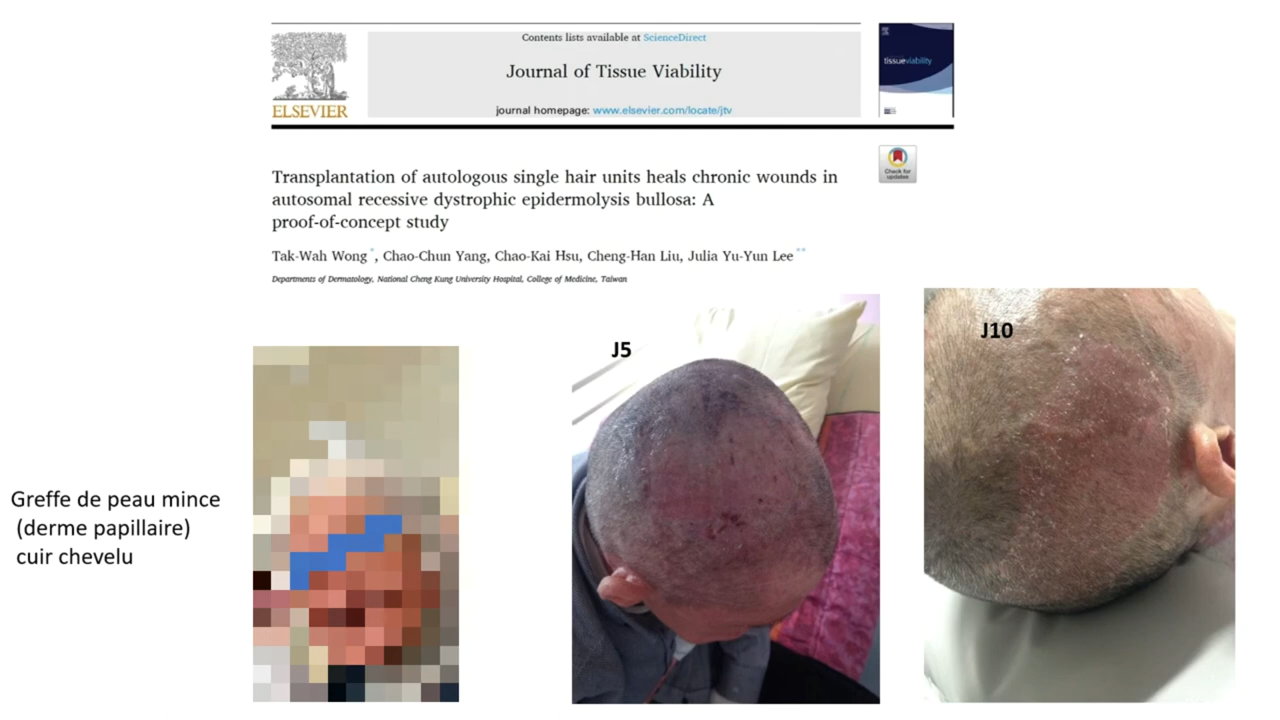 Contents lists available at ScienceDirect
Journal of Tissue Viability
journal homepage: www.elsevier.com/locate/jtv
ELSEVIER
tissueviability
Check for
updates
Transplantation of autologous single hair units heals chronic wounds in
autosomal recessive dystrophic epidermolysis bullosa: A
proof-of-concept study
Tak-Wah Wong *, Chao-Chun Yang, Chao-Kai Hsu, Cheng-Han Liu, Julia Yu-Yun Lee **
Departments of Dermatology, National Cheng Kung University Hospital, College of Medicine, Taiwan
J5
J10
Greffe de peau mince
(derme papillaire)
cuir chevelu